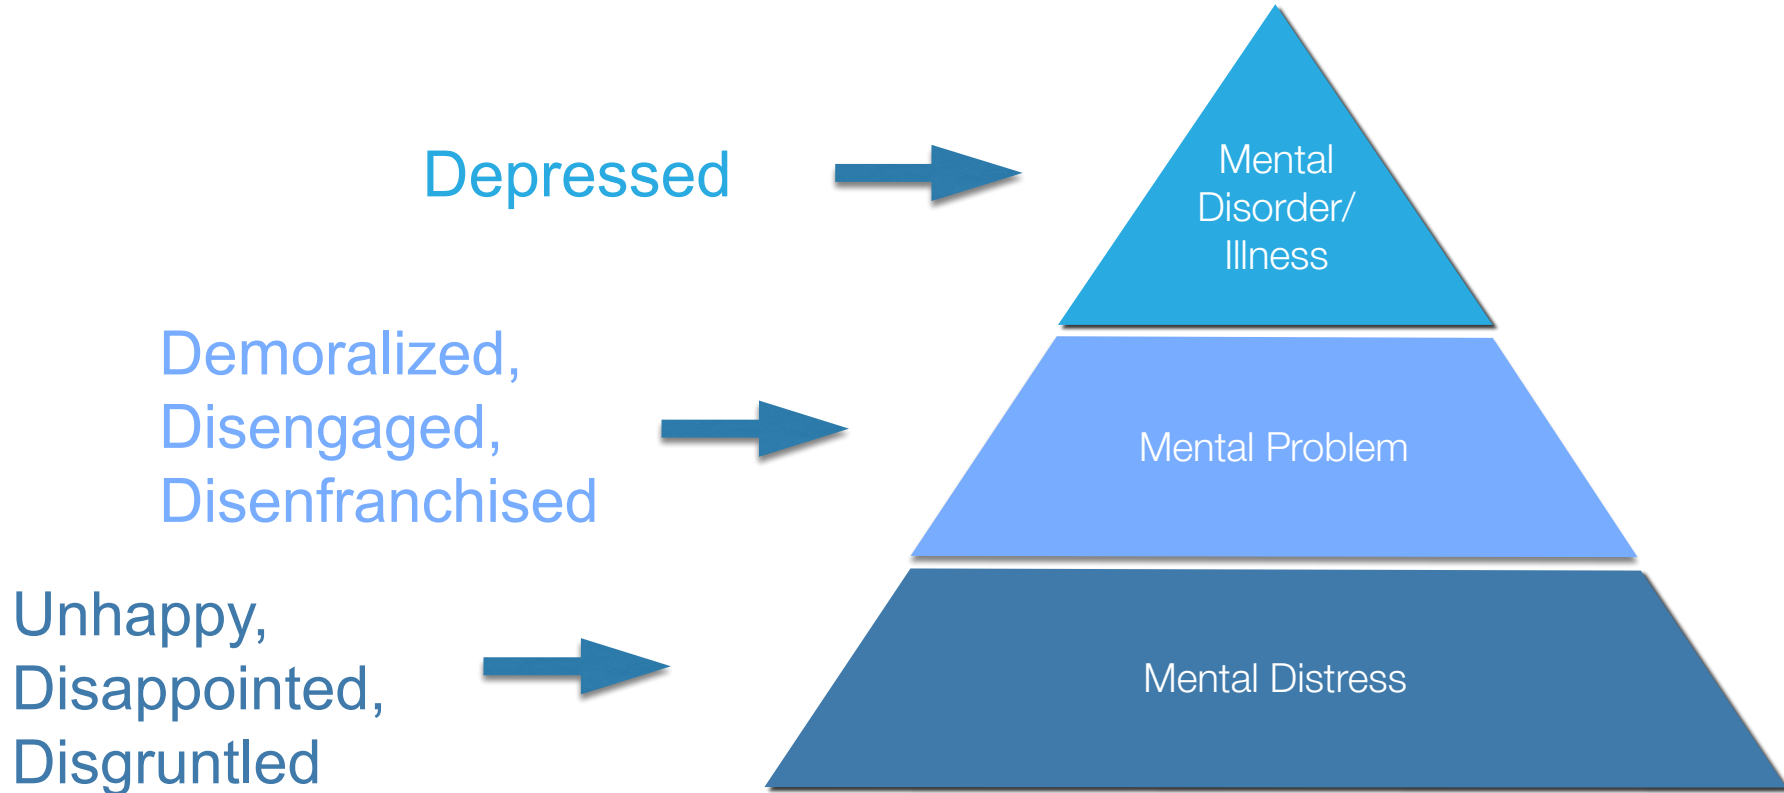 Depressed
Mental
Disorder/
Illness
Demoralized,
Disengaged,
Disenfranchised
Mental Problem
Unhappy,
Disappointed,
Disgruntled
Mental Distress